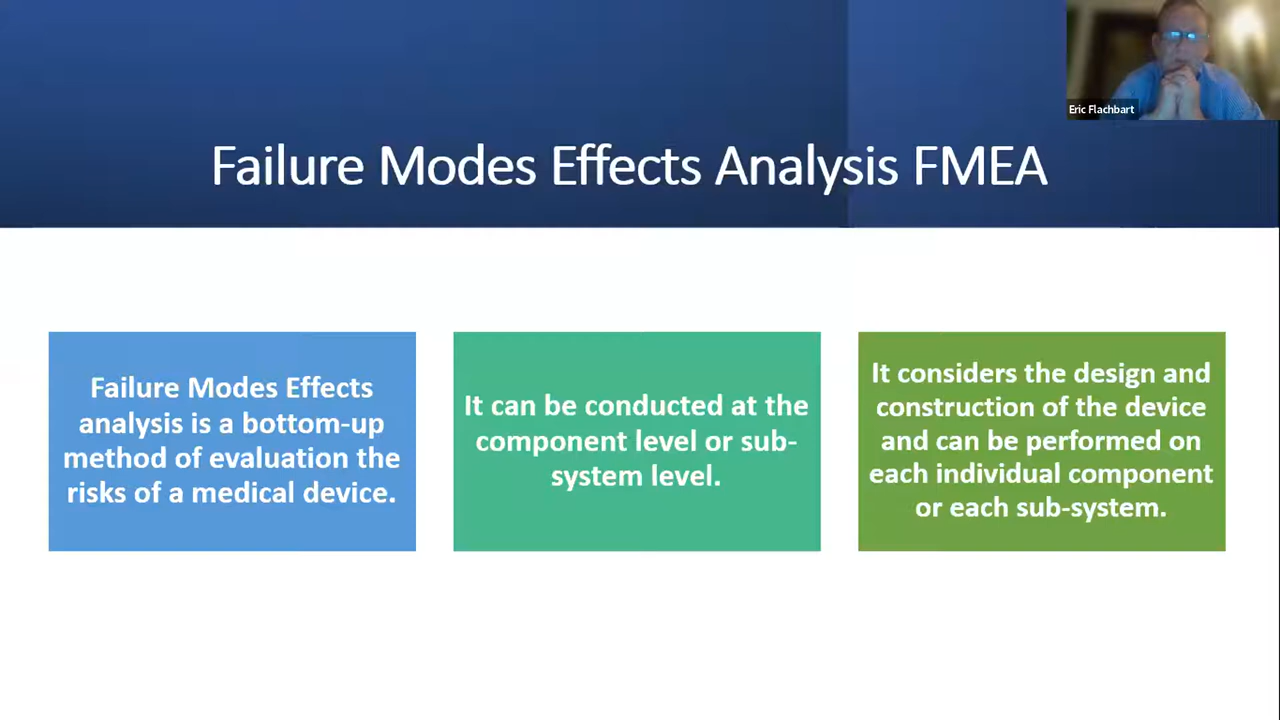 Eric Flachbart
Failure Modes Effects Analysis FMEA
Failure Modes Effects
analysis is a bottom-up
method of evaluation the
risks of a medical device.
It can be conducted at the
component level or sub-
system level.
It considers the design and
construction of the device
and can be performed on
each individual component
or each sub-system.